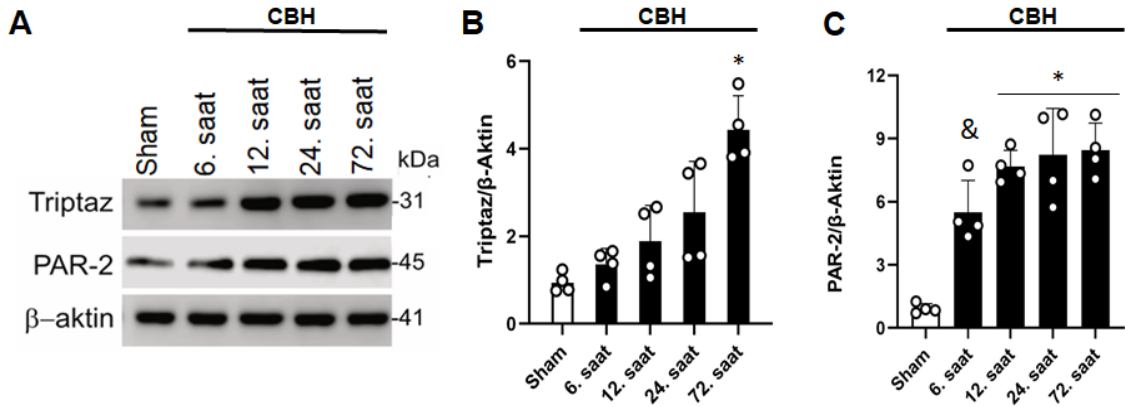 A
CBH
Sham
6. saat
12. saat
24. saat
72. saat
kDa
Triptaz
-31
PAR-2
-45
β–aktin
-41
B
CBH
Triptaz/β-Aktin
6
4
2
0
*
Sham
6. saat
12. saat
24. saat
72. saat
C
CBH
PAR-2/β-Aktin
12
9
6
3
0
&
*
Sham
6. saat
12. saat
24. saat
72. saat